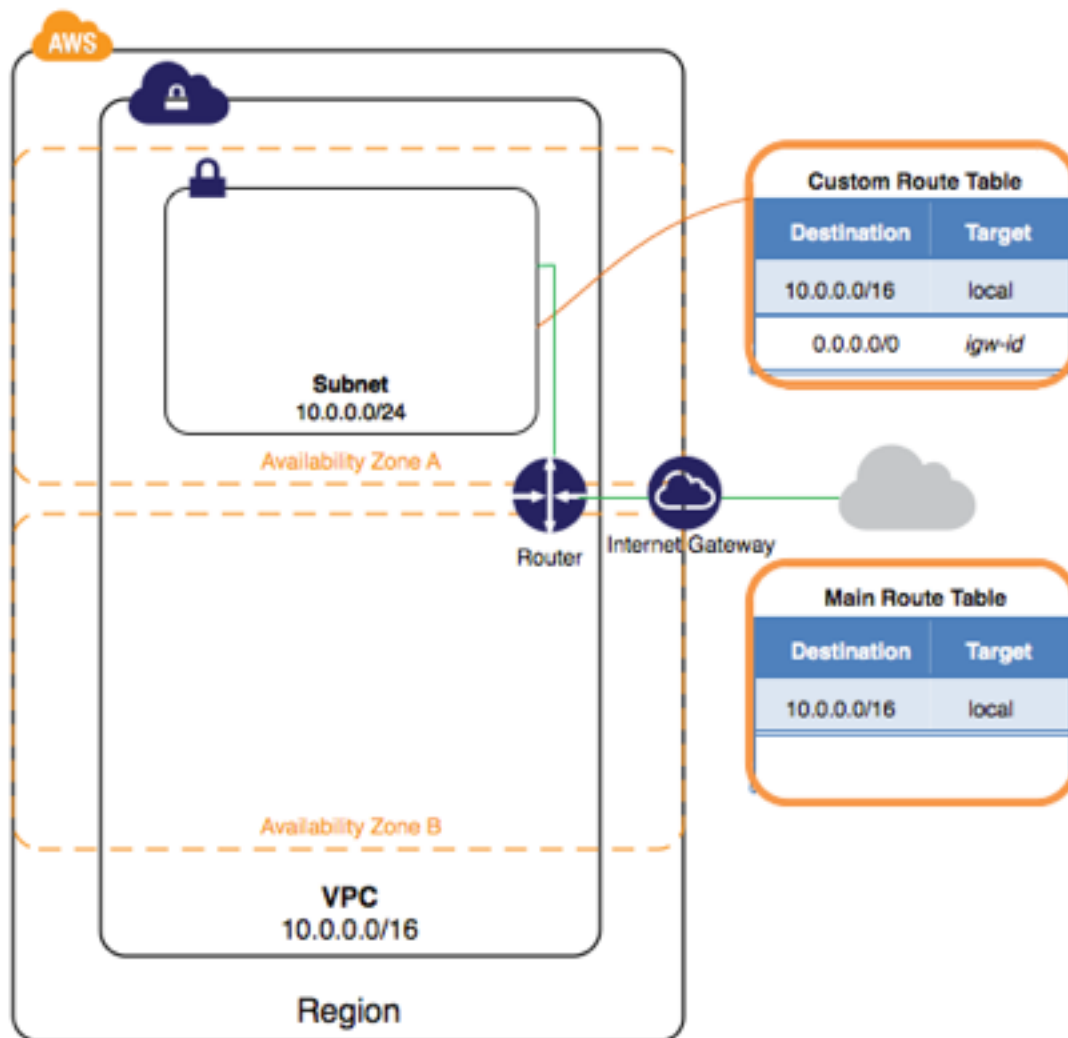 AWS
Custom Route Table
Destination Target
10.0.0.0/16 local
0.0.0.0/0 igw-id
Subnet
10.0.0.0/24
Availability Zone A
Router
Internet Gateway
Main Route Table
Destination Target
10.0.0.0/16 local
Availability Zone B
VPC
10.0.0.0/16
Region